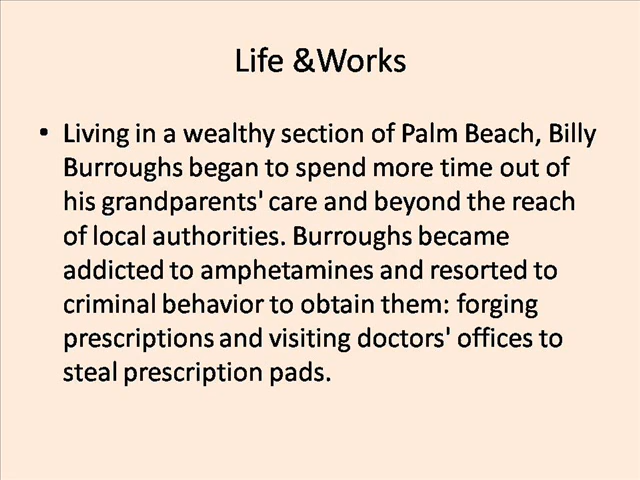 Life &Works
• Living in a wealthy section of Palm Beach, Billy
Burroughs began to spend more time out of
his grandparents' care and beyond the reach
of local authorities. Burroughs became
addicted to amphetamines and resorted to
criminal behavior to obtain them: forging
prescriptions and visiting doctors' offices to
steal prescription pads.